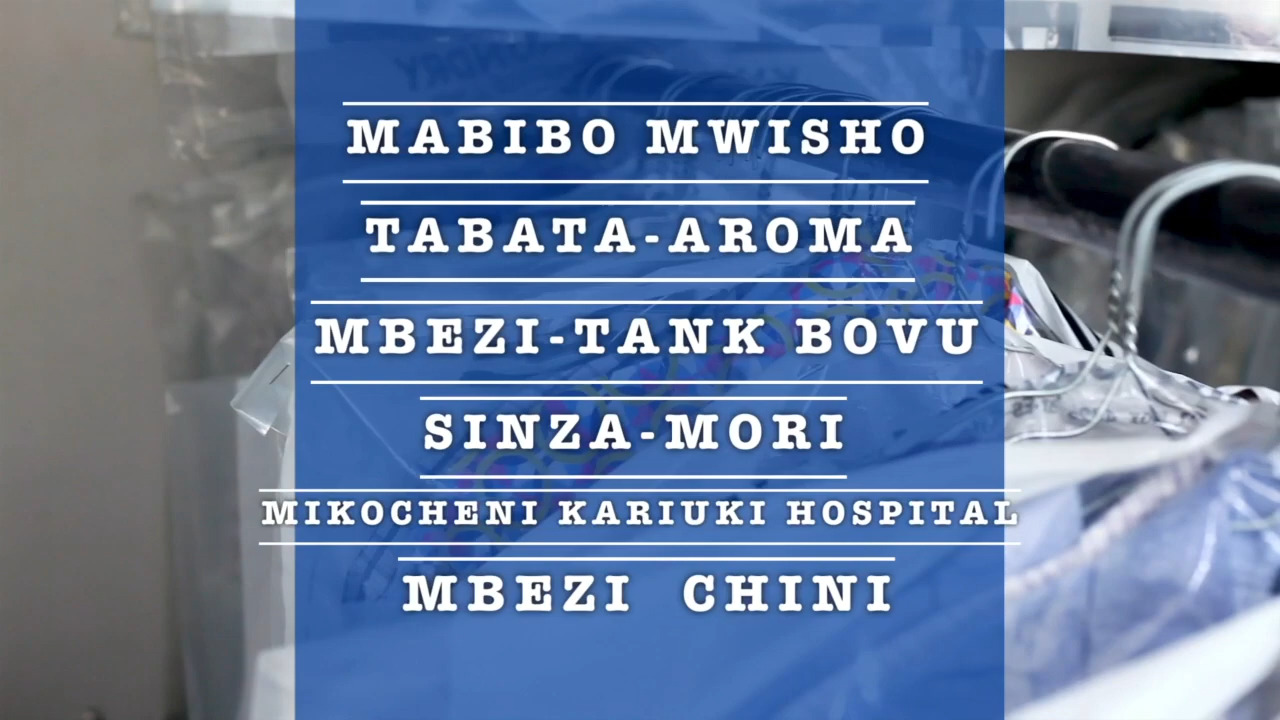 MABIBO MWISHO
TABATA-AROMA
MBEZI-TANK BOVU
SINZA-MORI
MIKOCHENI KARIUKI HOSPITAL
MBEZI CHINI